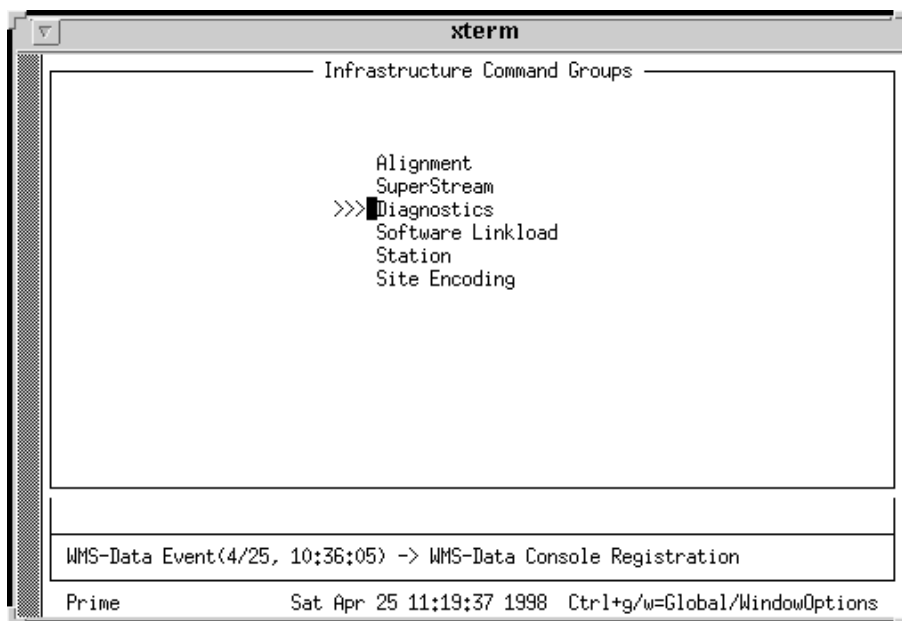 xterm
Infrastructure Command Groups
Alignment
SuperStream
>>> Diagnostics
Software Linkload
Station
Site Encoding
WMS-Data Event(4/25, 10:36:05) -> WMS-Data Console Registration
Prime Sat Apr 25 11:19:37 1998 Ctrl+g/w=Global/WindowOptions